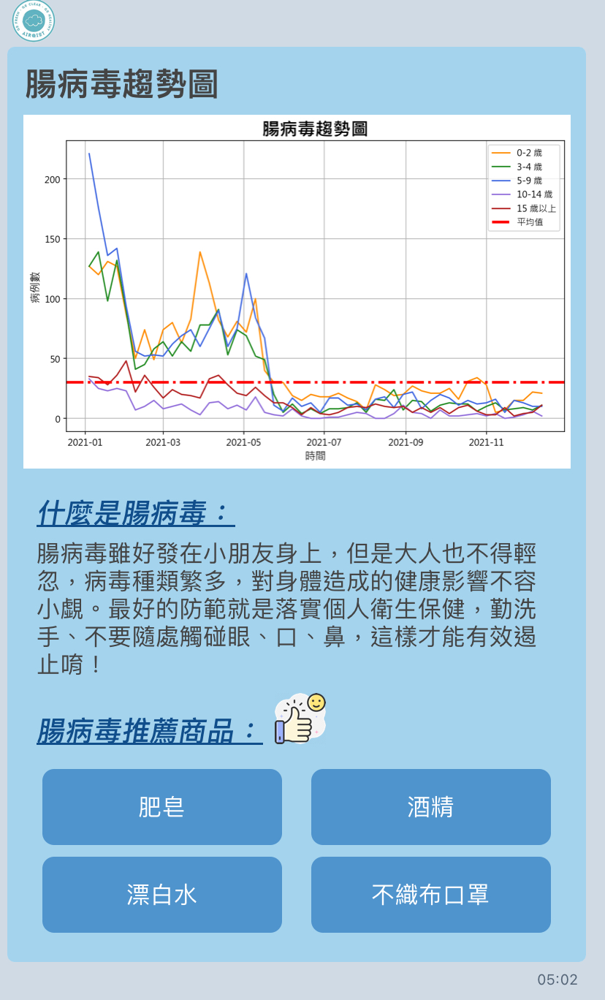 GO FRESH · GO CLEAR · GO HEALTHY
腸病毒趨勢圖
腸病毒趨勢圖
0-2 歲
3-4 歲
5-9 歲
10-14 歲
15 歲以上
平均值
病例數
200
150
100
50
0
2021-01
2021-03
2021-05
2021-07
2021-09
2021-11
時間
什麼是腸病毒：
腸病毒雖好發在小朋友身上，但是大人也不得輕
忽，病毒種類繁多，對身體造成的健康影響不容
小覷。最好的防範就是落實個人衛生保健，勤洗
手、不要隨處觸碰眼、口、鼻，這樣才能有效遏
止唷！
腸病毒推薦商品：
肥皂
酒精
漂白水
不織布口罩
05:02